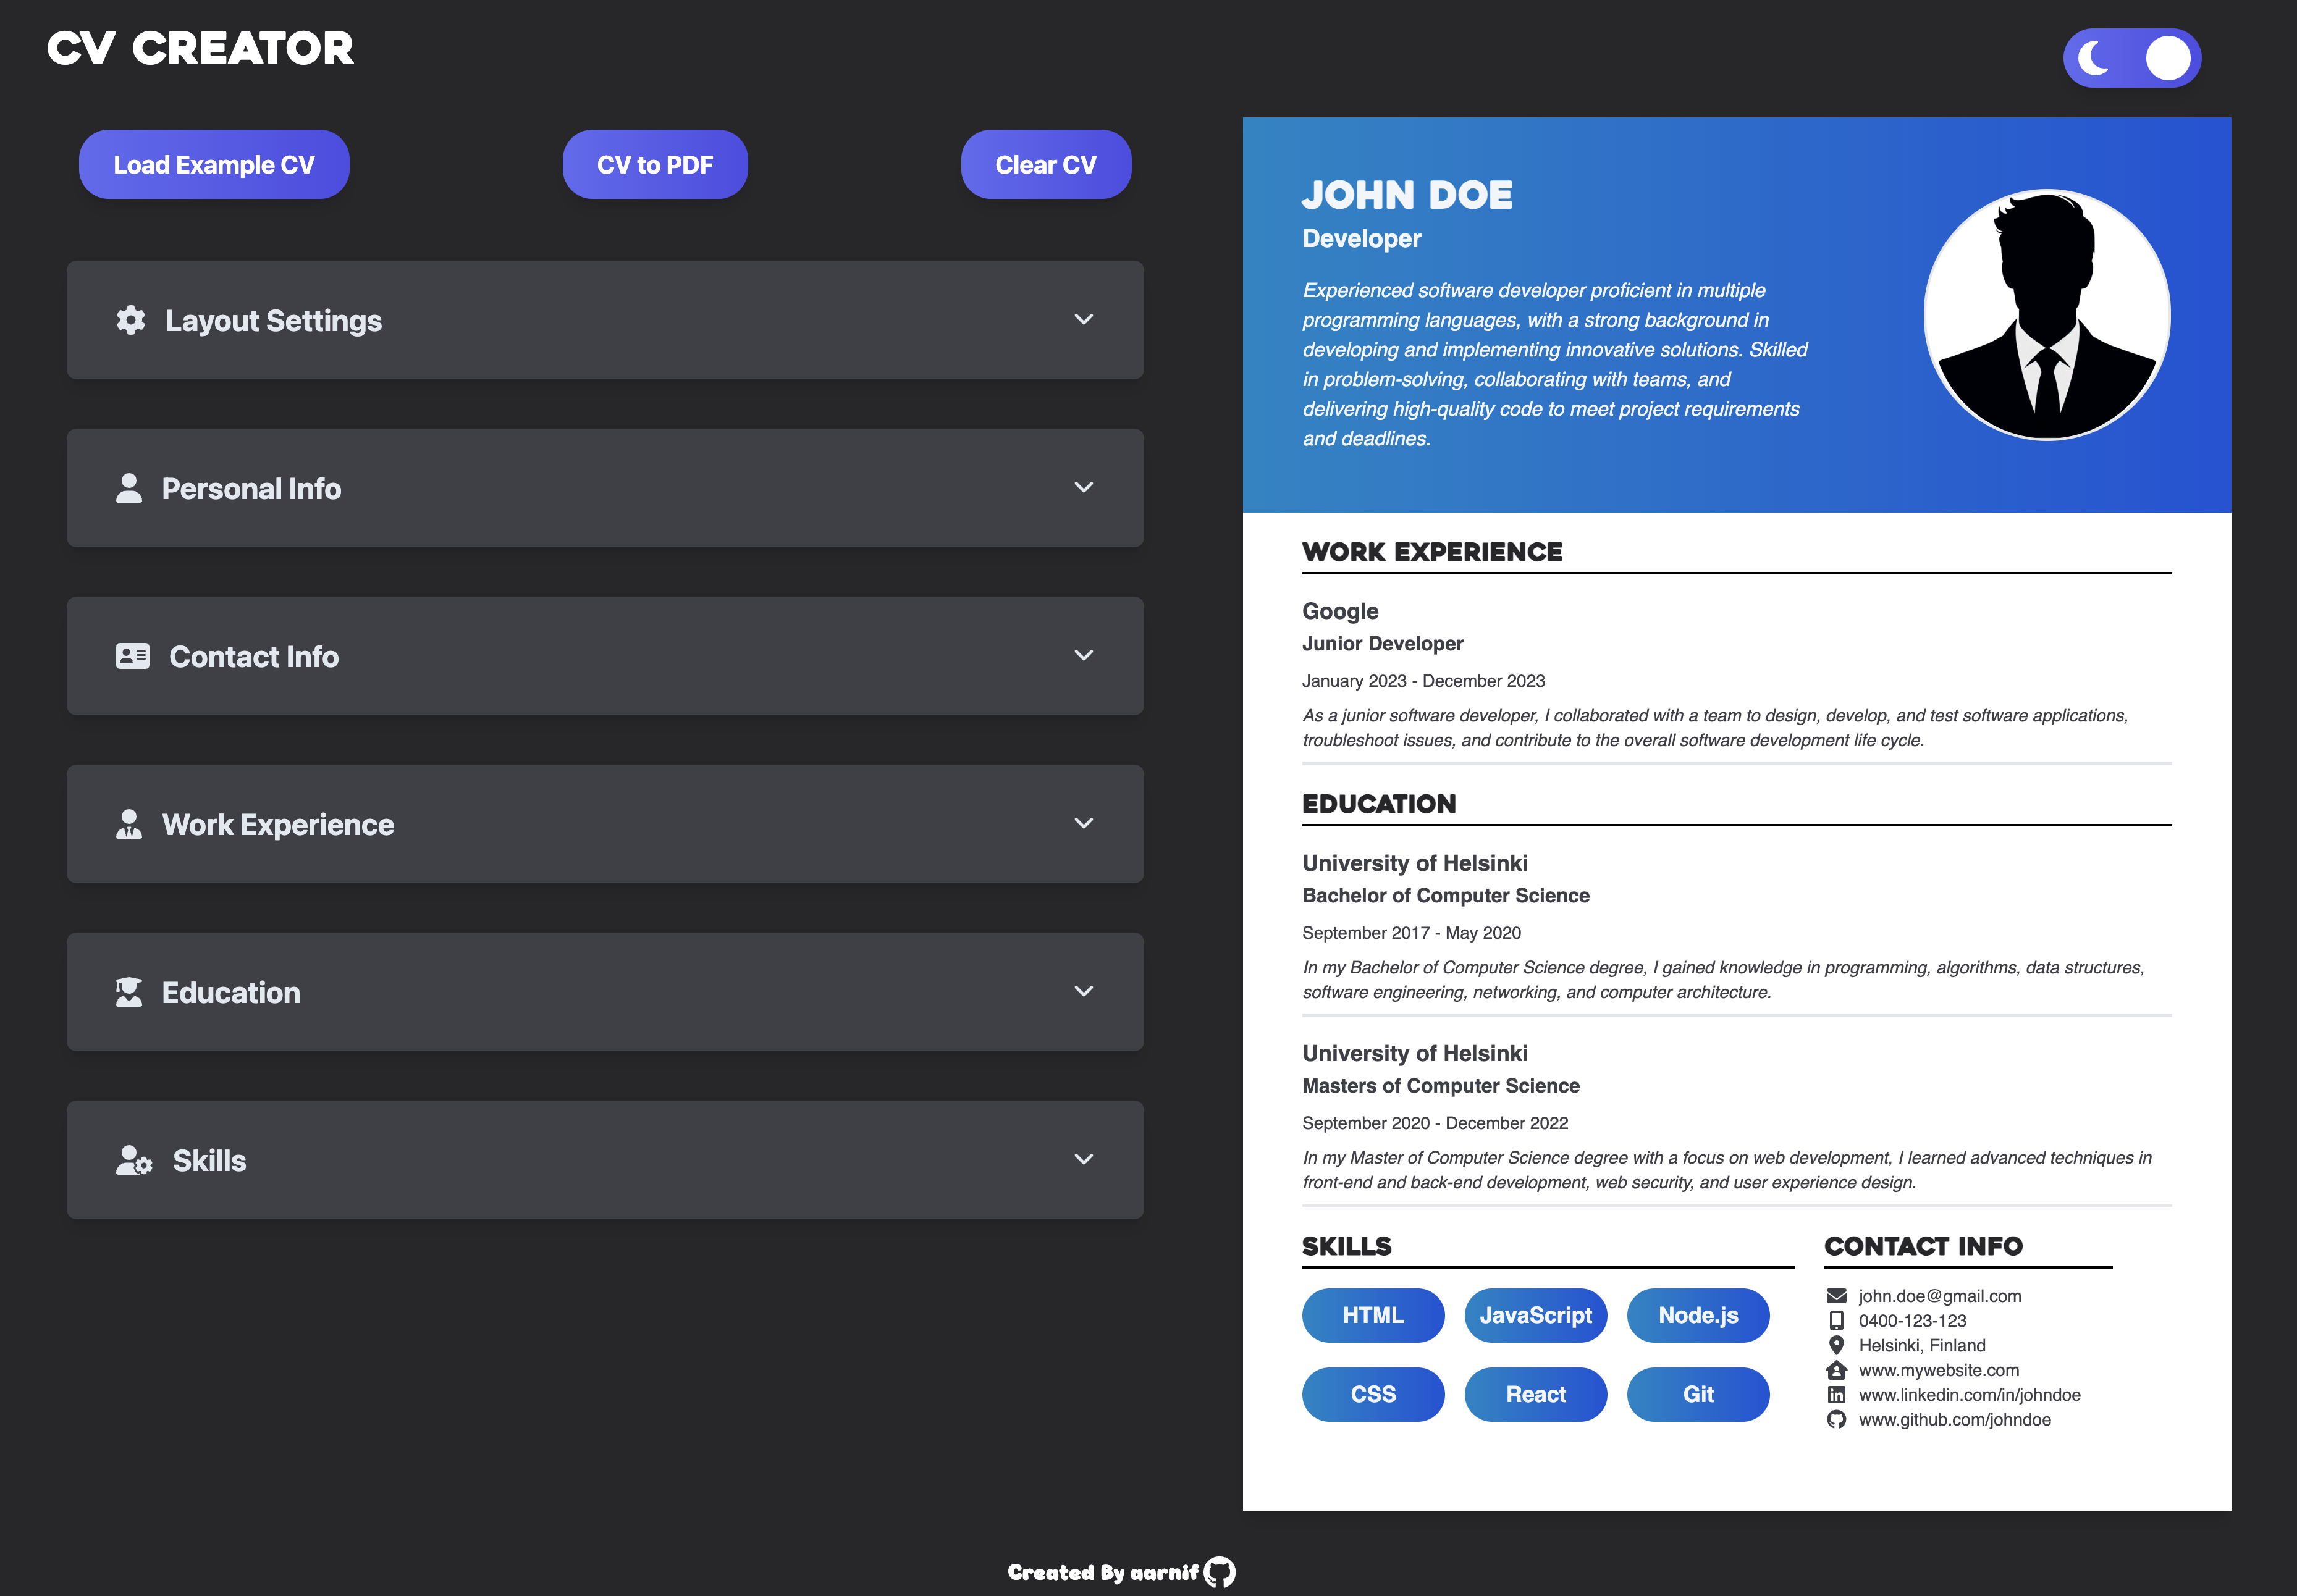 CV CREATOR
Load Example CV
CV to PDF
Clear CV
Layout Settings
Personal Info
Contact Info
Work Experience
Education
Skills
JOHN DOE
Developer
Experienced software developer proficient in multiple
programming languages, with a strong background in
developing and implementing innovative solutions. Skilled
in problem-solving, collaborating with teams, and
delivering high-quality code to meet project requirements
and deadlines.
WORK EXPERIENCE
Google
Junior Developer
January 2023 - December 2023
As a junior software developer, I collaborated with a team to design, develop, and test software applications,
troubleshoot issues, and contribute to the overall software development life cycle.
EDUCATION
University of Helsinki
Bachelor of Computer Science
September 2017 - May 2020
In my Bachelor of Computer Science degree, I gained knowledge in programming, algorithms, data structures,
software engineering, networking, and computer architecture.
University of Helsinki
Masters of Computer Science
September 2020 - December 2022
In my Master of Computer Science degree with a focus on web development, I learned advanced techniques in
front-end and back-end development, web security, and user experience design.
SKILLS
HTML
JavaScript
Node.js
CSS
React
Git
CONTACT INFO
john.doe@gmail.com
0400-123-123
Helsinki, Finland
www.mywebsite.com
www.linkedin.com/in/johndoe
www.github.com/johndoe
Created By aarnif